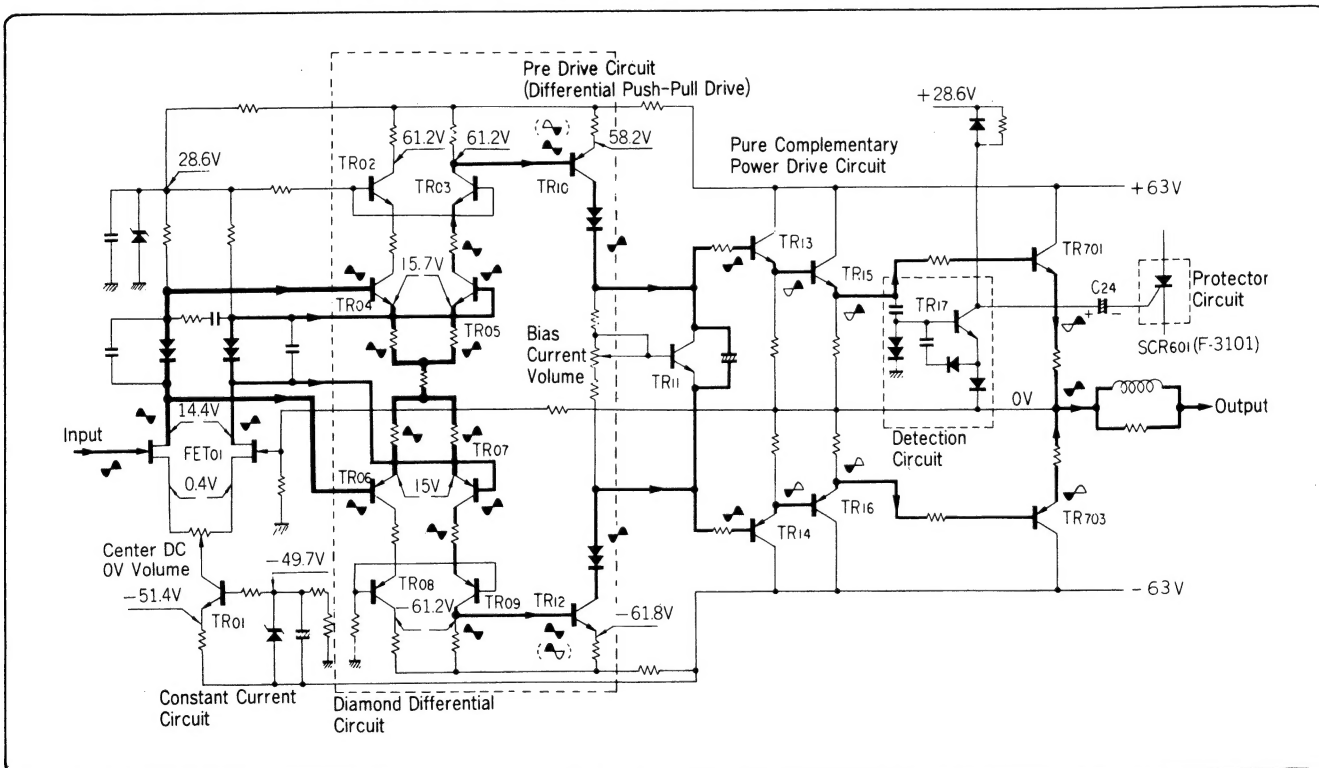 Pre Drive Circuit
(Differential Push-Pull Drive)
+28.6V
61.2V
61.2V
58.2V
Pure Complementary
Power Drive Circuit
28.6V
TR02
TR03
TR10
+63V
TR13
TR701
15.7V
TR15
C24
Protector
Circuit
TR04
TR17
+
−
TR05
Bias
Current
Volume
SCR601 (F-3101)
TR11
14.4V
0V
Output
Input
FET01
TR07
Detection
Circuit
TR06
0.4V
15V
TR16
TR703
TR14
Center DC
0V Volume
−49.7V
TR08
−63V
−51.4V
−61.2V
TR09
TR12
−61.8V
TR01
Constant Current
Circuit
Diamond Differential
Circuit